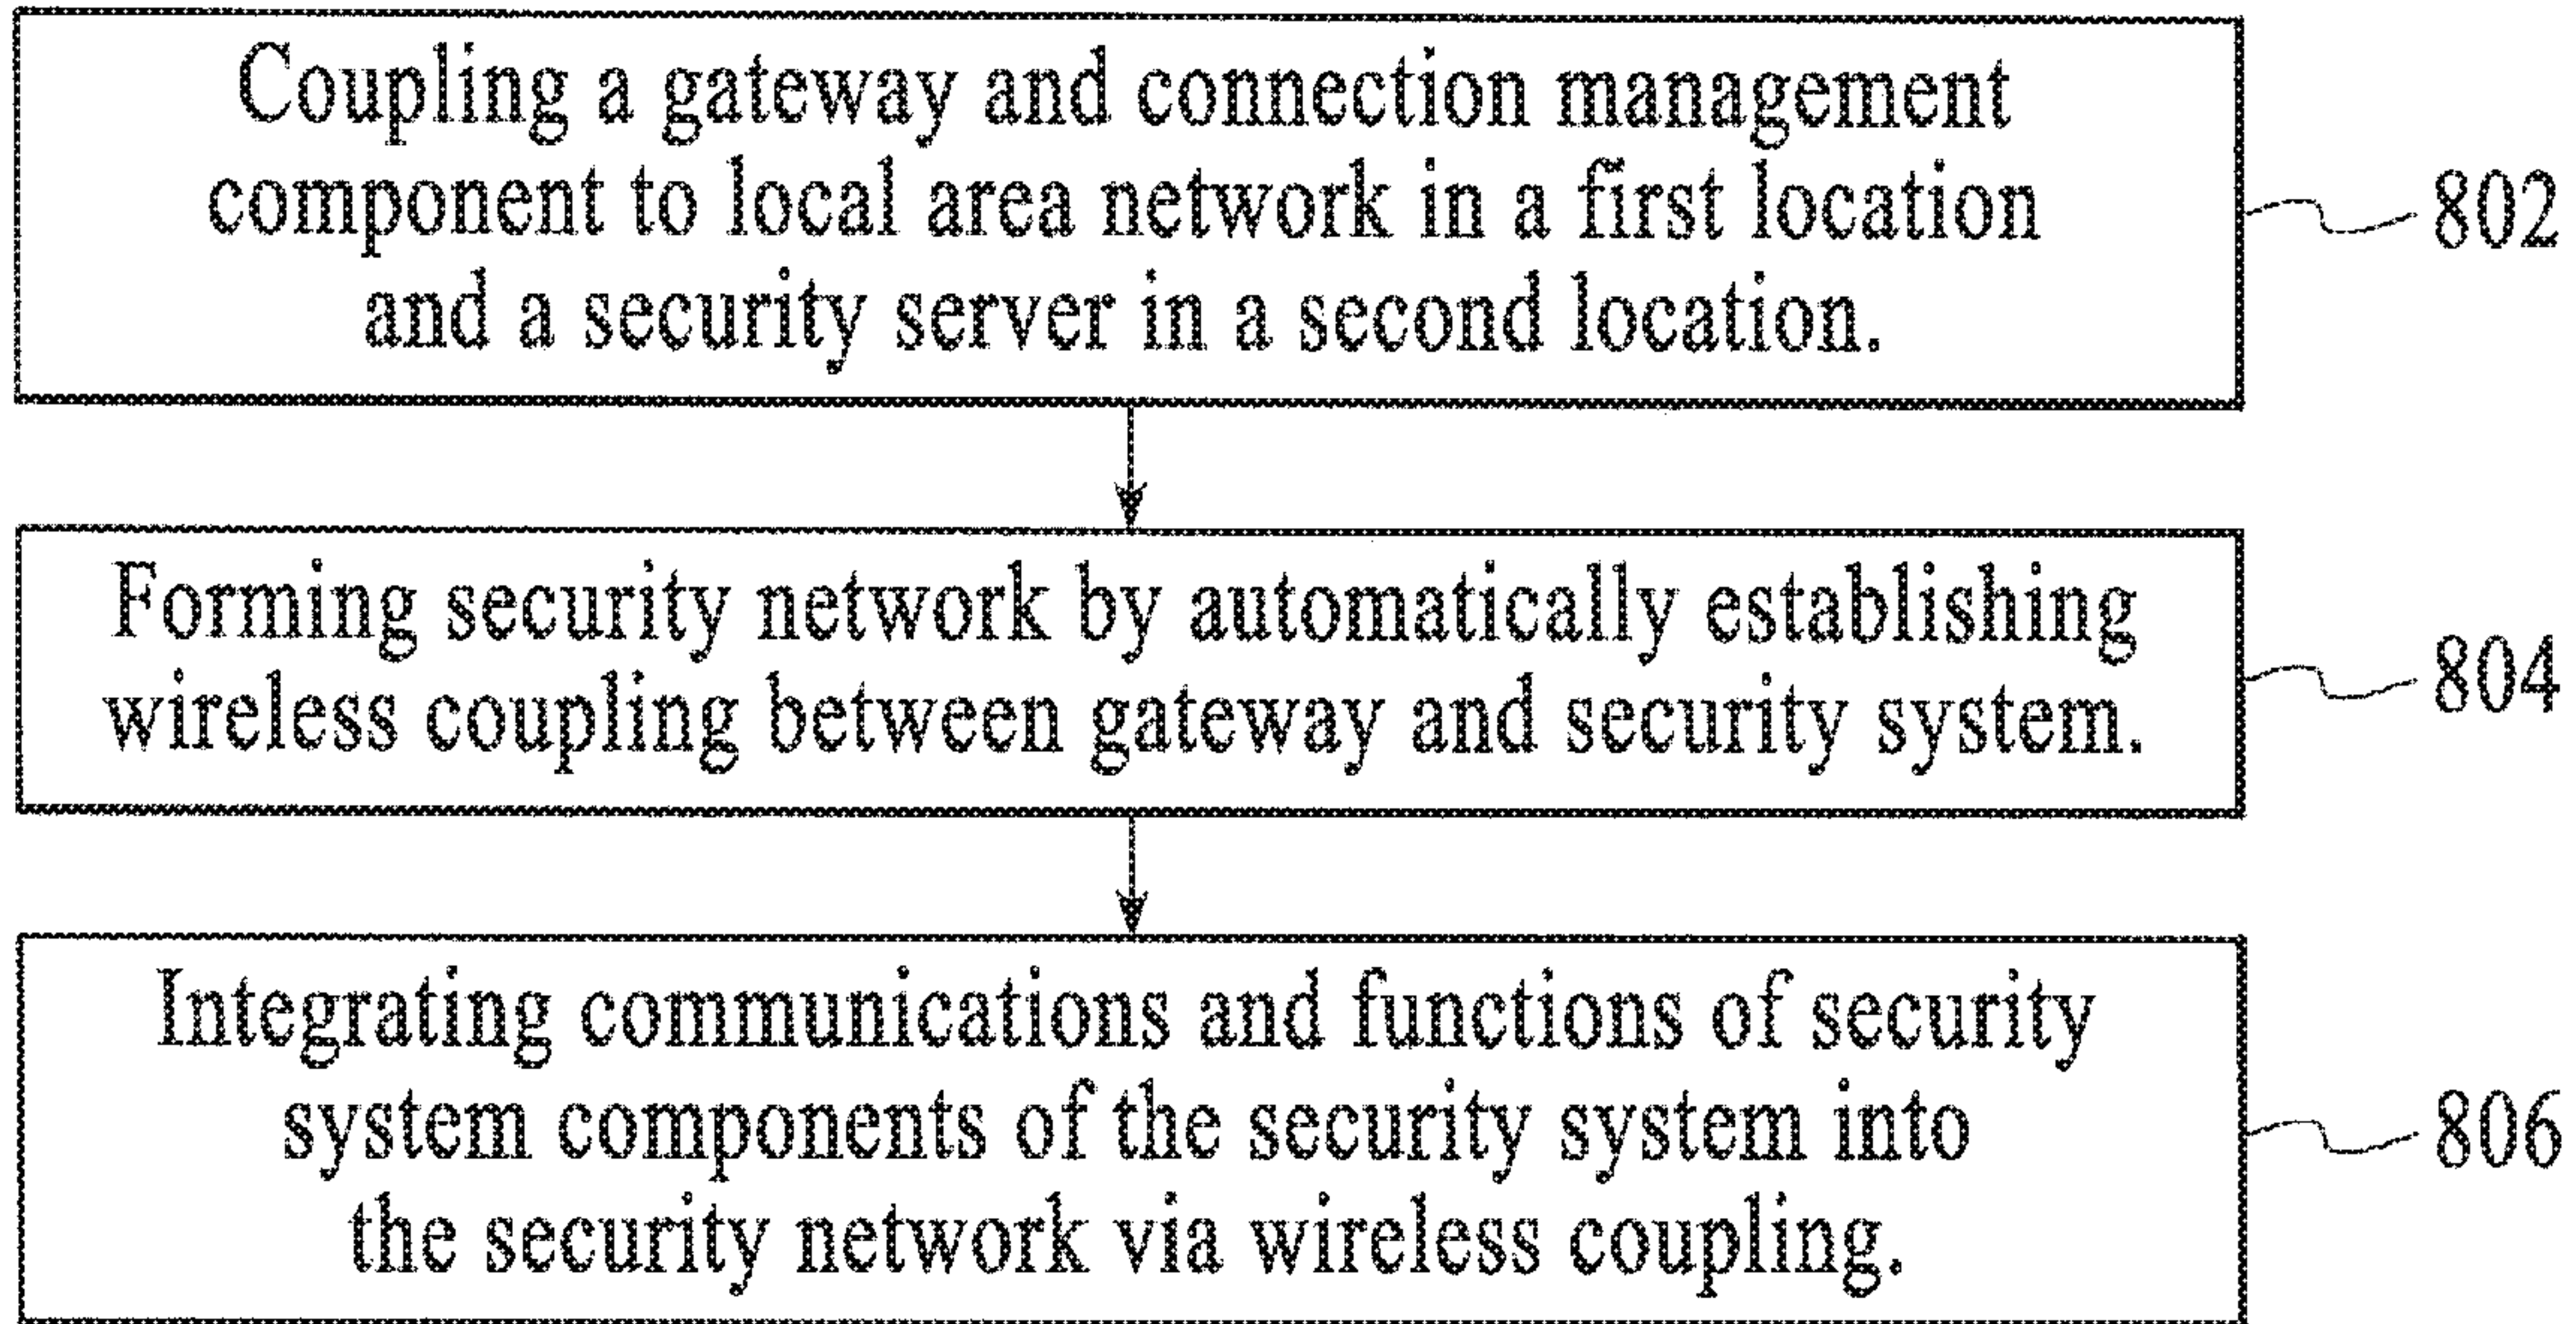 Coupling a gateway and connection management
component to local area network in a first location
and a security server in a second location.
802
Forming security network by automatically establishing
wireless coupling between gateway and security system.
804
Integrating communications and functions of security
system components of the security system into
the security network via wireless coupling.
806